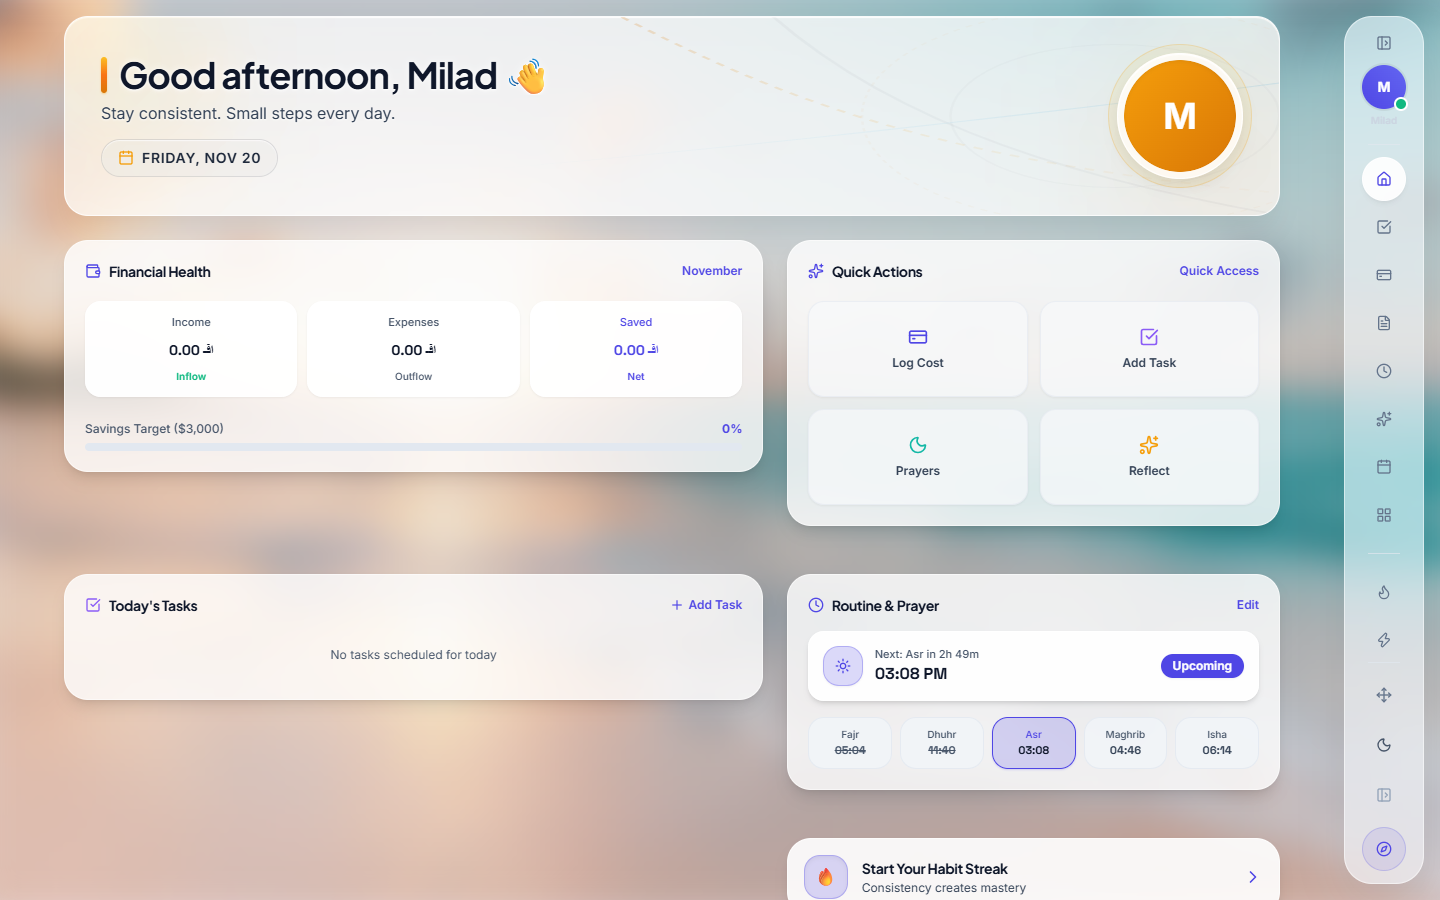 Good afternoon, Milad 👋
Stay consistent. Small steps every day.
FRIDAY, NOV 20
M
M
Milad
Financial Health
November
Income
0.00
Inflow
Expenses
0.00
Outflow
Saved
0.00
Net
Savings Target ($3,000)
0%
Quick Actions
Quick Access
Log Cost
Add Task
Prayers
Reflect
Today's Tasks
+ Add Task
No tasks scheduled for today
Routine & Prayer
Edit
Next: Asr in 2h 49m
03:08 PM
Upcoming
Fajr
05:04
Dhuhr
11:40
Asr
03:08
Maghrib
04:46
Isha
06:14
Start Your Habit Streak
Consistency creates mastery